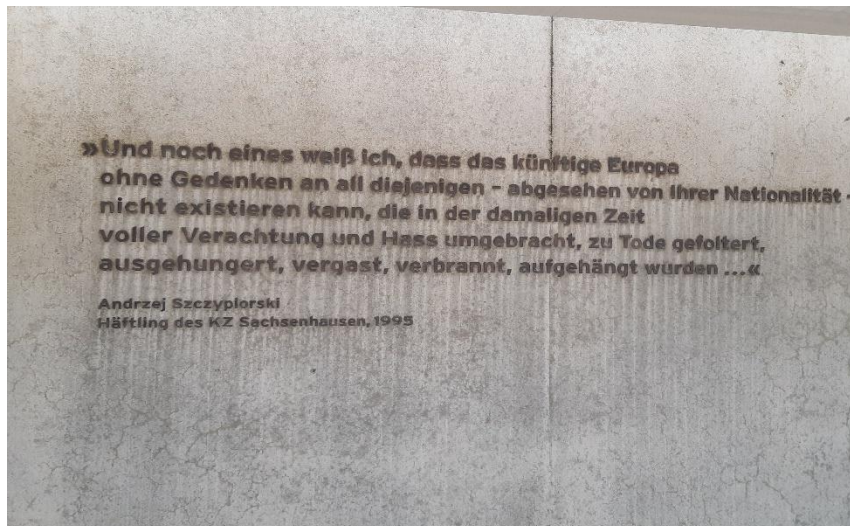 »Und noch eines weiß ich, dass das künftige Europa
ohne Gedenken an all diejenigen – abgesehen von ihrer Nationalität –
nicht existieren kann, die in der damaligen Zeit
voller Verachtung und Hass umgebracht, zu Tode gefoltert,
ausgehungert, vergast, verbrannt, aufgehängt wurden ...«
Andrzej Szczypiorski
Häftling des KZ Sachsenhausen, 1995